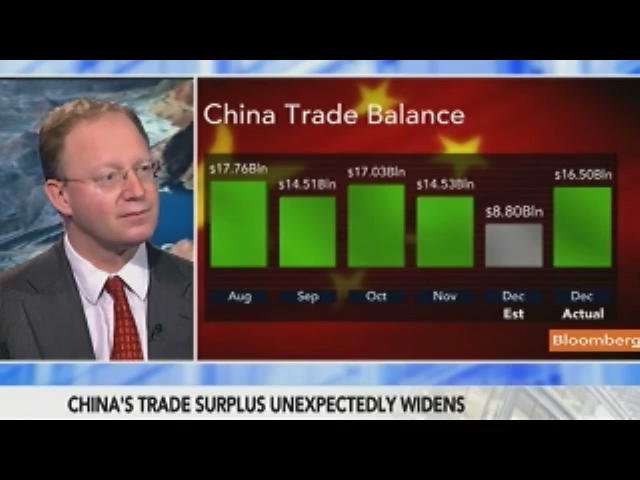 China Trade Balance
$17.76Bln
$14.51Bln
$17.03Bln
$14.53Bln
$8.80Bln
$16.50Bln
Aug
Sep
Oct
Nov
Dec
Est
Dec
Actual
Bloomberg
CHINA'S TRADE SURPLUS UNEXPECTEDLY WIDENS